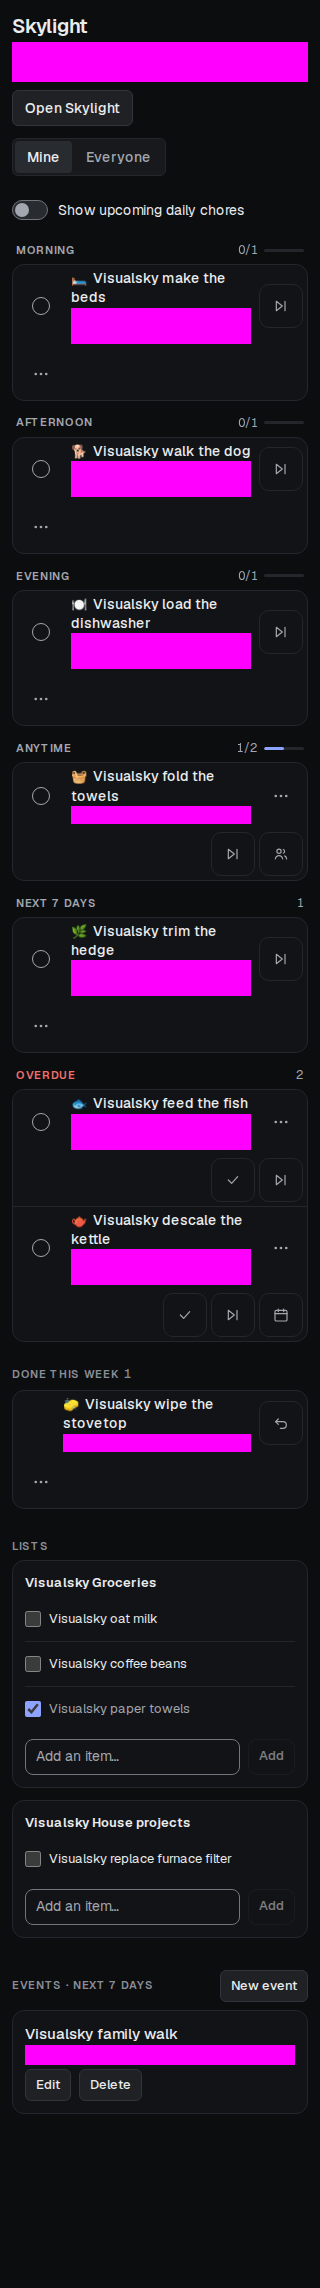 Skylight
Open Skylight
Mine Everyone
Show upcoming daily chores
MORNING 0/1
🛏️ Visualsky make the
beds
...
AFTERNOON 0/1
🐕 Visualsky walk the dog
...
EVENING 0/1
🍽️ Visualsky load the
dishwasher
...
ANYTIME 1/2
🧺 Visualsky fold the
towels
...
NEXT 7 DAYS 1
🌿 Visualsky trim the
hedge
...
OVERDUE 2
🐟 Visualsky feed the fish
...
🫖 Visualsky descale the
kettle
...
DONE THIS WEEK 1
🧽 Visualsky wipe the
stovetop
...
LISTS
Visualsky Groceries
Visualsky oat milk
Visualsky coffee beans
Visualsky paper towels
Add an item... Add
Visualsky House projects
Visualsky replace furnace filter
Add an item... Add
EVENTS · NEXT 7 DAYS New event
Visualsky family walk
Edit Delete